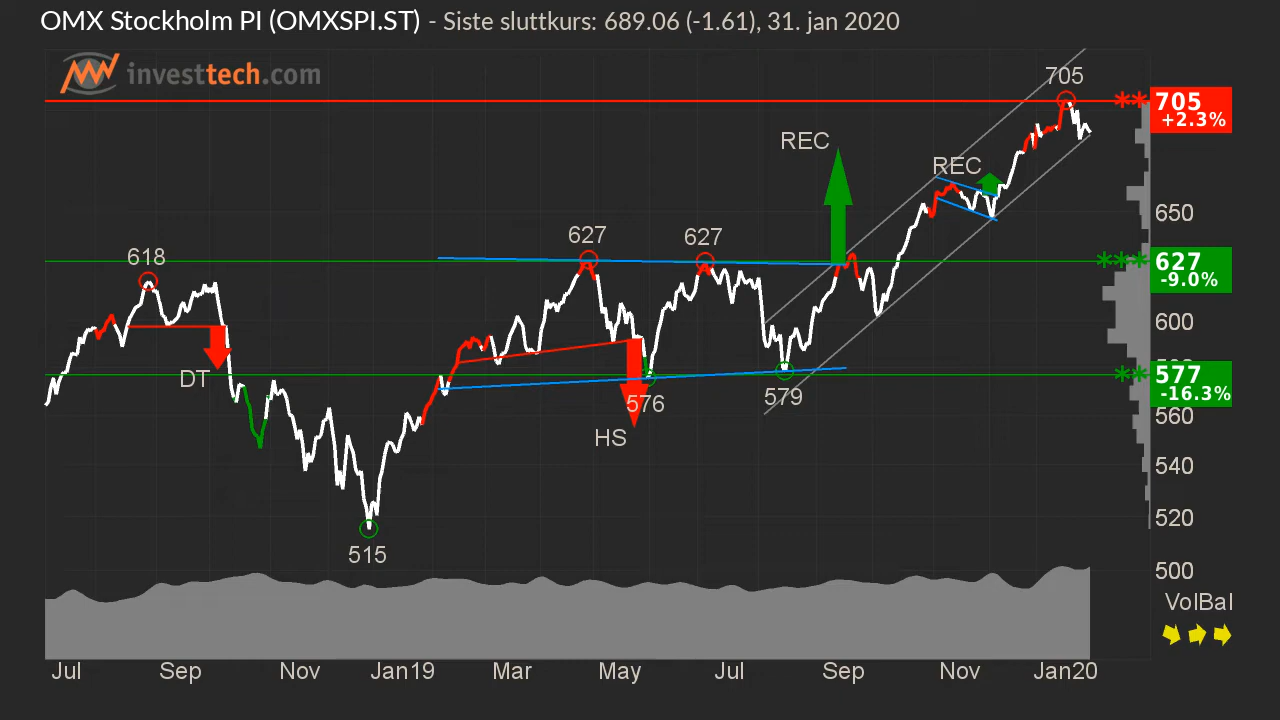 OMX Stockholm PI (OMXSPI.ST) - Siste sluttkurs: 689.06 (-1.61), 31. jan 2020
investtech.com
705
** 705
+2.3%
REC
REC
650
627
627
618
*** 627
-9.0%
600
580
** 577
-16.3%
DT
576
579
560
HS
540
520
515
500
VolBal
Jul Sep Nov Jan19 Mar May Jul Sep Nov Jan20